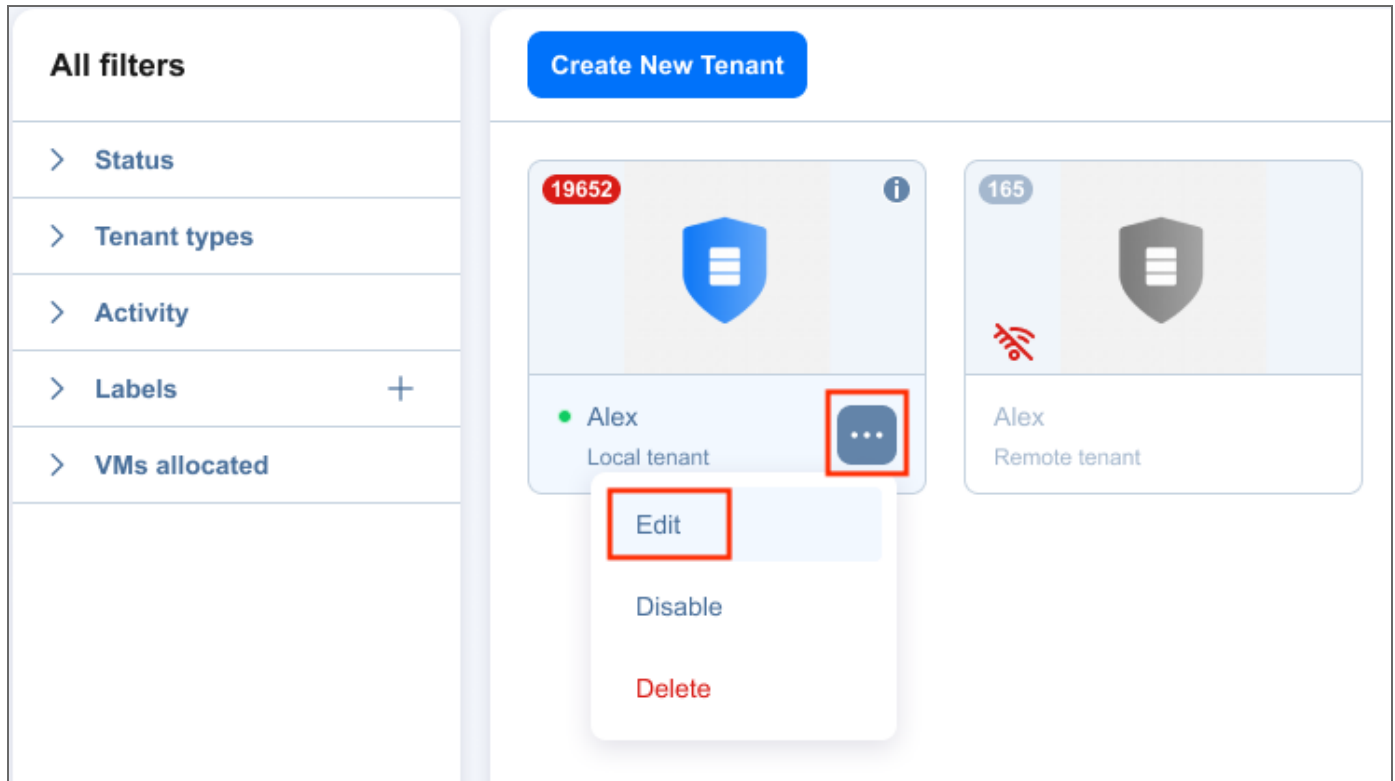 All filters
Status
Tenant types
Activity
Labels
VMs allocated
Create New Tenant
19652
165
Alex
Local tenant
Alex
Remote tenant
Edit
Disable
Delete